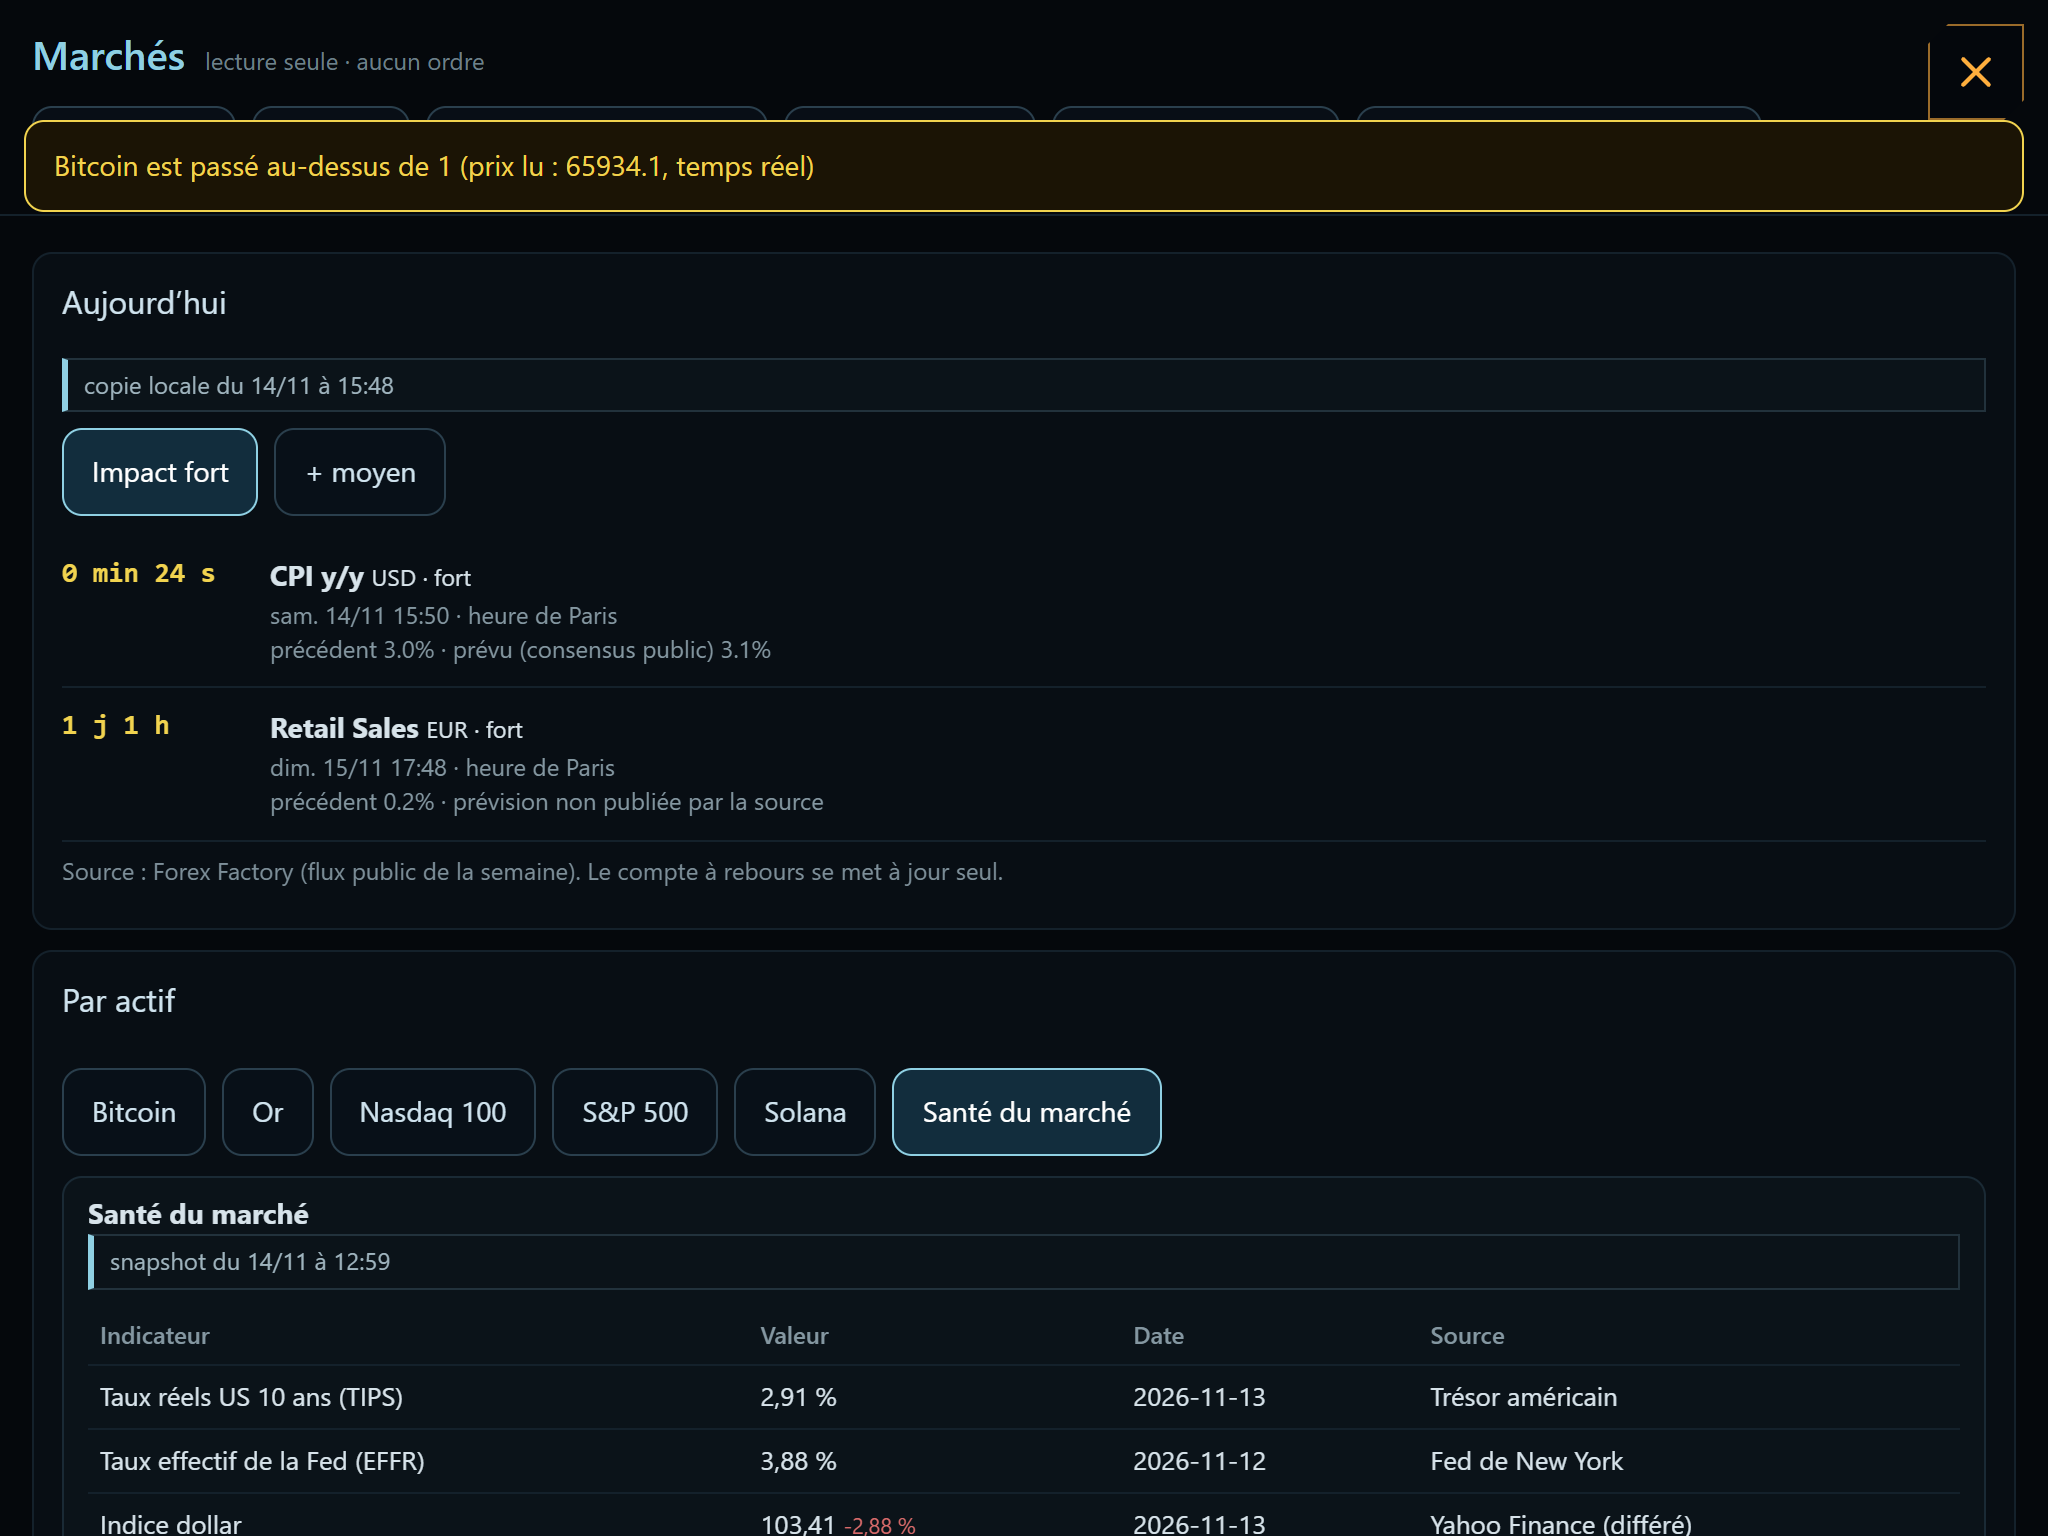 Marchés lecture seule · aucun ordre
Bitcoin est passé au-dessus de 1 (prix lu : 65934.1, temps réel)
Aujourd’hui
copie locale du 14/11 à 15:48
Impact fort + moyen
0 min 24 s CPI y/y USD · fort
sam. 14/11 15:50 · heure de Paris
précédent 3.0% · prévu (consensus public) 3.1%
1 j 1 h Retail Sales EUR · fort
dim. 15/11 17:48 · heure de Paris
précédent 0.2% · prévision non publiée par la source
Source : Forex Factory (flux public de la semaine). Le compte à rebours se met à jour seul.
Par actif
Bitcoin Or Nasdaq 100 S&P 500 Solana Santé du marché
Santé du marché
snapshot du 14/11 à 12:59
Indicateur Valeur Date Source
Taux réels US 10 ans (TIPS) 2,91 % 2026-11-13 Trésor américain
Taux effectif de la Fed (EFFR) 3,88 % 2026-11-12 Fed de New York
Indice dollar 103,41 -2,88 % 2026-11-13 Yahoo Finance (différé)